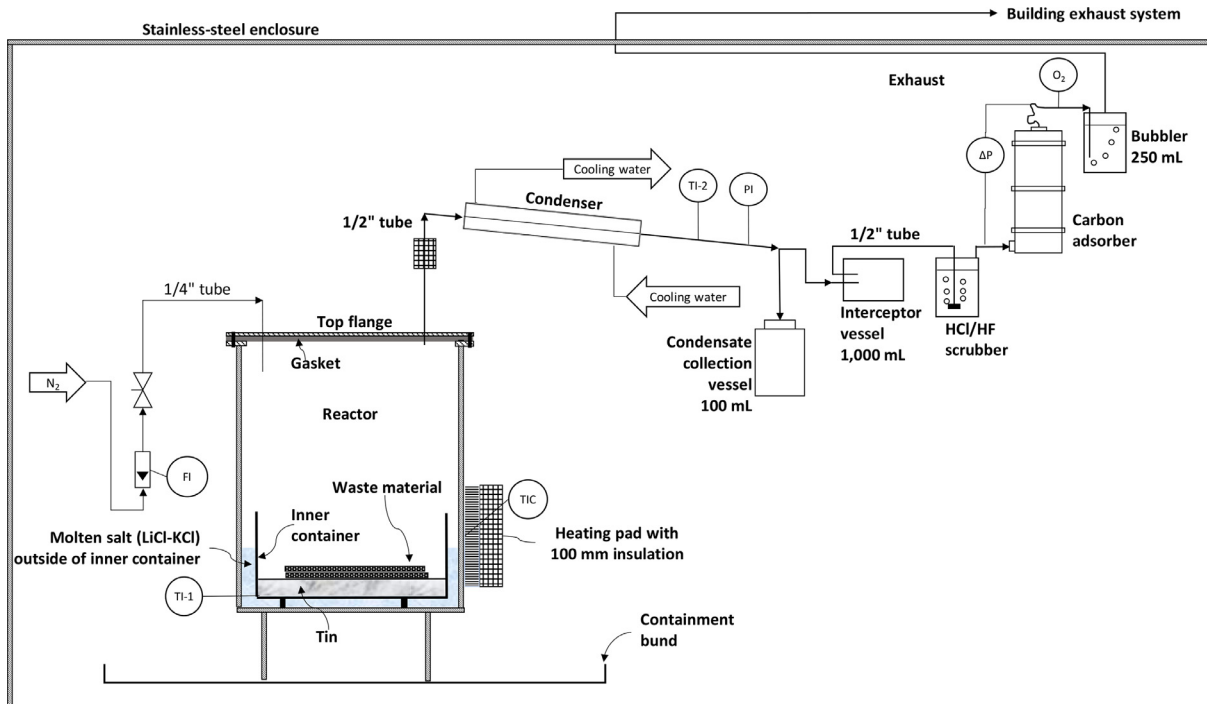 Building exhaust system
Stainless-steel enclosure
Exhaust
O2
Bubbler
250 mL
ΔP
Cooling water
Condenser
TI-2
PI
1/2" tube
Carbon
adsorber
1/2" tube
1/4" tube
Cooling water
Interceptor
vessel
1,000 mL
HCl/HF
scrubber
Top flange
Gasket
Condensate
collection
vessel
100 mL
N2
Reactor
FI
Waste material
TIC
Inner
container
Heating pad with
100 mm insulation
Molten salt (LiCl-KCl)
outside of inner container
TI-1
Tin
Containment
bund